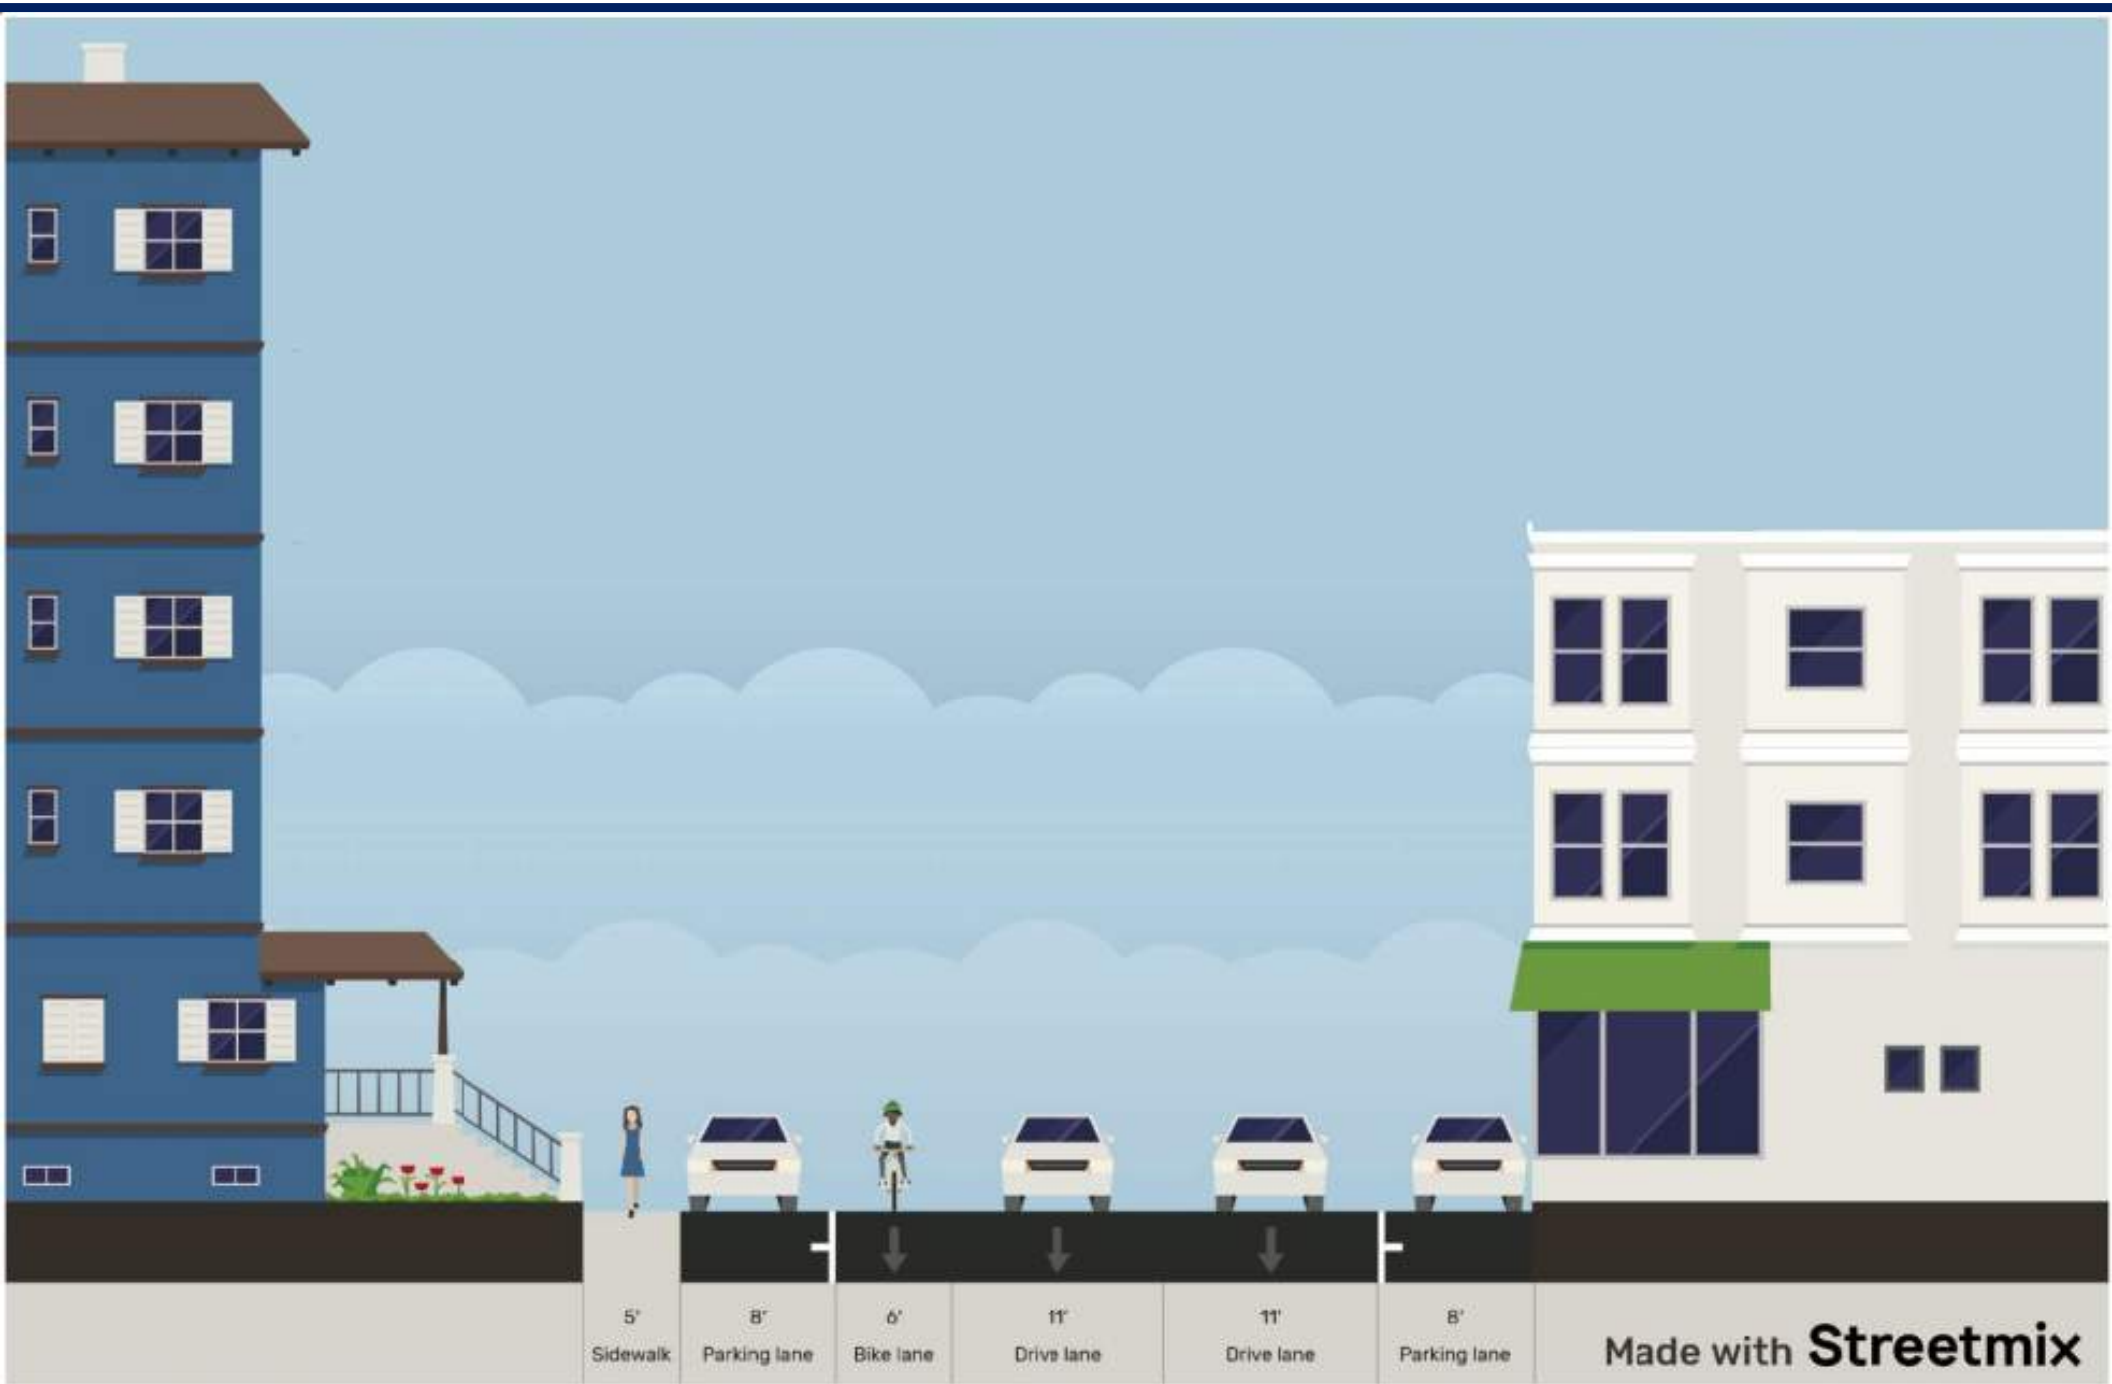 5'
Sidewalk
8'
Parking lane
6'
Bike lane
11'
Drive lane
11'
Drive lane
8'
Parking lane
Made with Streetmix